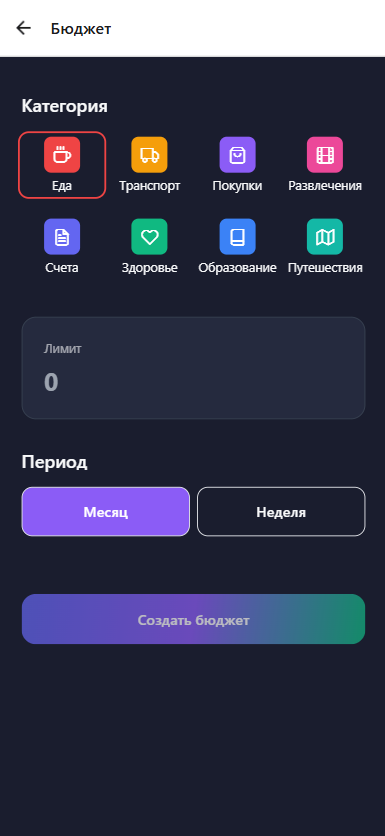 Бюджет
Категория
Еда Транспорт Покупки Развлечения
Счета Здоровье Образование Путешествия
Лимит
0
Период
Месяц Неделя
Создать бюджет